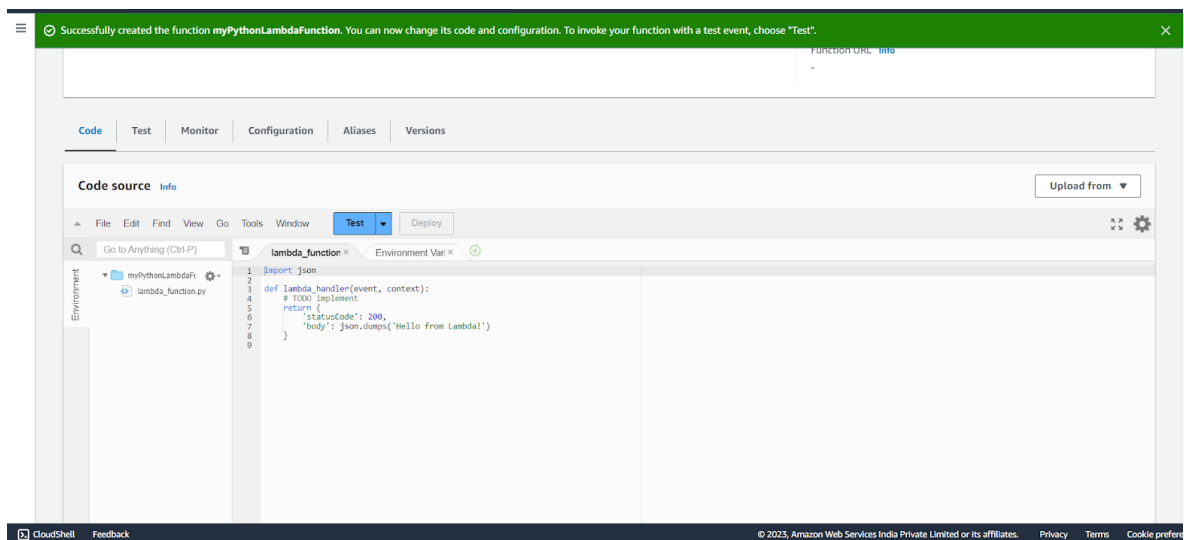 Successfully created the function myPythonLambdaFunction. You can now change its code and configuration. To invoke your function with a test event, choose "Test".
Function URL Info
-
Code Test Monitor Configuration Aliases Versions
Code source Info
Upload from
File Edit Find View Go Tools Window Test Deploy
Go to Anything (Ctrl-P)
lambda_function × Environment Vari ×
Environment
myPythonLambdaFu
lambda_function.py
1 import json
2
3 def lambda_handler(event, context):
4 # TODO implement
5 return {
6 'statusCode': 200,
7 'body': json.dumps('Hello from Lambda!')
8 }
9
CloudShell Feedback © 2023, Amazon Web Services India Private Limited or its affiliates. Privacy Terms Cookie prefere